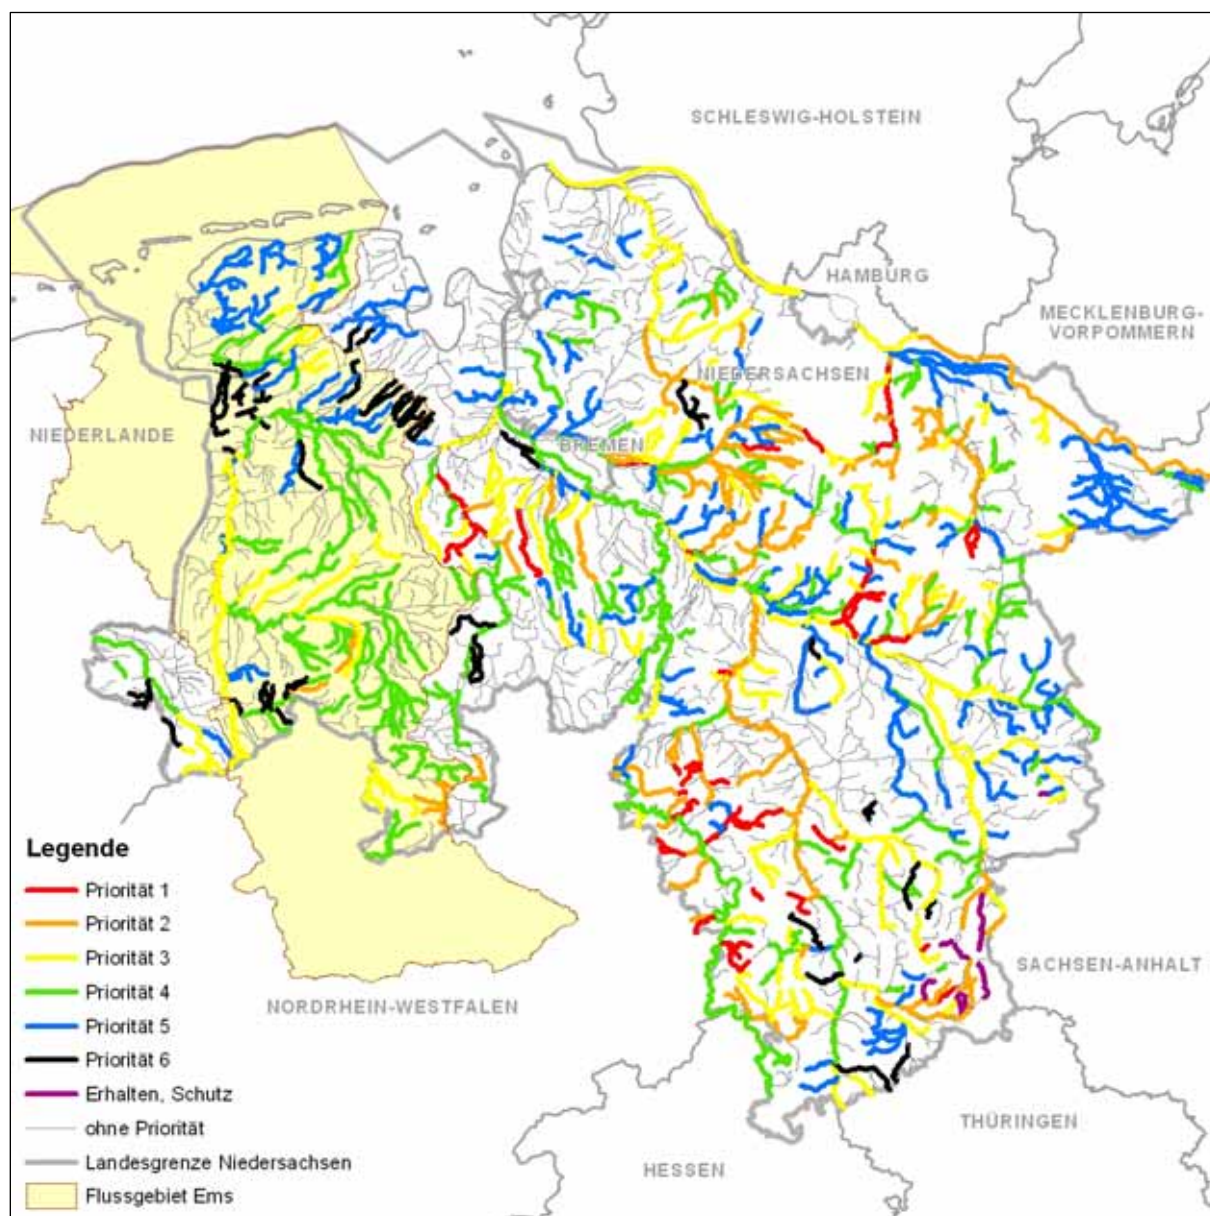 SCHLESWIG-HOLSTEIN
HAMBURG
MECKLENBURG-
VORPOMMERN
NIEDERSACHSEN
NIEDERLANDE
BREMEN
Legende
Priorität 1
Priorität 2
Priorität 3
Priorität 4
Priorität 5
Priorität 6
Erhalten, Schutz
ohne Priorität
Landesgrenze Niedersachsen
Flussgebiet Ems
NORDRHEIN-WESTFALEN
SACHSEN-ANHALT
THÜRINGEN
HESSEN